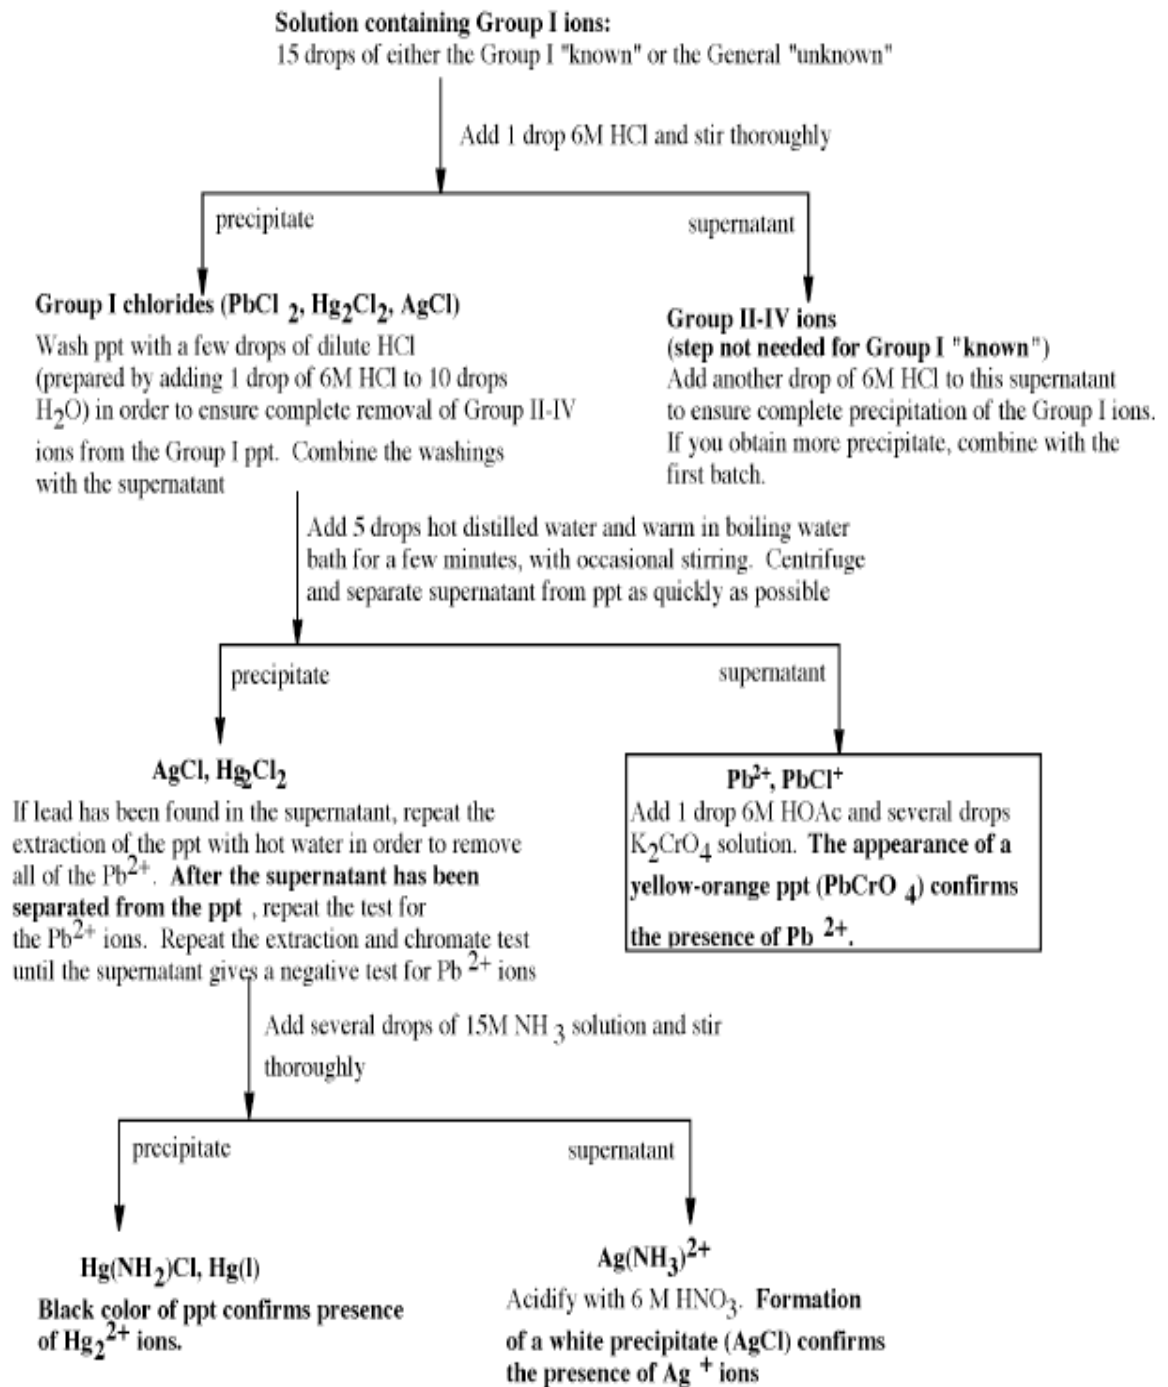 Solution containing Group I ions:
15 drops of either the Group I "known" or the General "unknown"
Add 1 drop 6M HCl and stir thoroughly
precipitate
supernatant
Group I chlorides (PbCl 2, Hg2Cl2, AgCl)
Wash ppt with a few drops of dilute HCl
(prepared by adding 1 drop of 6M HCl to 10 drops
H2O) in order to ensure complete removal of Group II-IV
ions from the Group I ppt. Combine the washings
with the supernatant
Group II-IV ions
(step not needed for Group I "known")
Add another drop of 6M HCl to this supernatant
to ensure complete precipitation of the Group I ions.
If you obtain more precipitate, combine with the
first batch.
Add 5 drops hot distilled water and warm in boiling water
bath for a few minutes, with occasional stirring. Centrifuge
and separate supernatant from ppt as quickly as possible
precipitate
supernatant
AgCl, Hg2Cl2
If lead has been found in the supernatant, repeat the
extraction of the ppt with hot water in order to remove
all of the Pb2+. After the supernatant has been
separated from the ppt , repeat the test for
the Pb2+ ions. Repeat the extraction and chromate test
until the supernatant gives a negative test for Pb 2+ ions
Pb2+, PbCl+
Add 1 drop 6M HOAc and several drops
K2CrO4 solution. The appearance of a
yellow-orange ppt (PbCrO 4) confirms
the presence of Pb 2+.
Add several drops of 15M NH 3 solution and stir
thoroughly
precipitate
supernatant
Hg(NH2)Cl, Hg(l)
Black color of ppt confirms presence
of Hg2 2+ ions.
Ag(NH3)2+
Acidify with 6 M HNO3. Formation
of a white precipitate (AgCl) confirms
the presence of Ag + ions